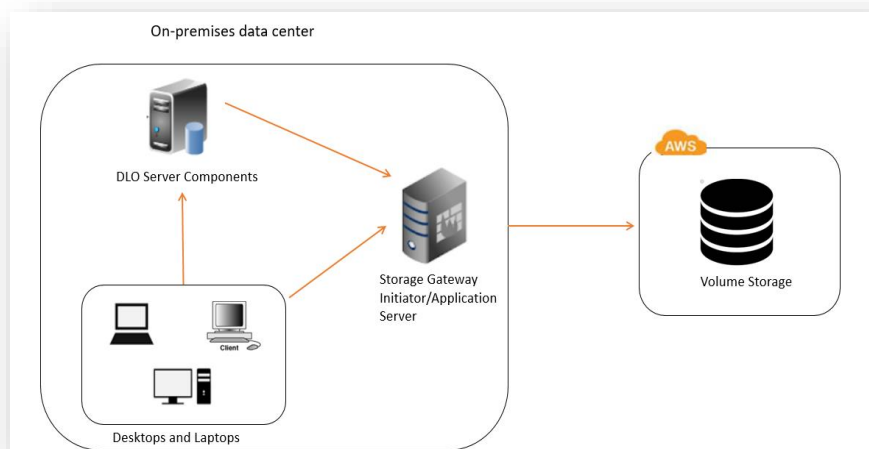 On-premises data center
AWS
DLO Server Components
Storage Gateway
Initiator/Application
Server
Volume Storage
Client
Desktops and Laptops